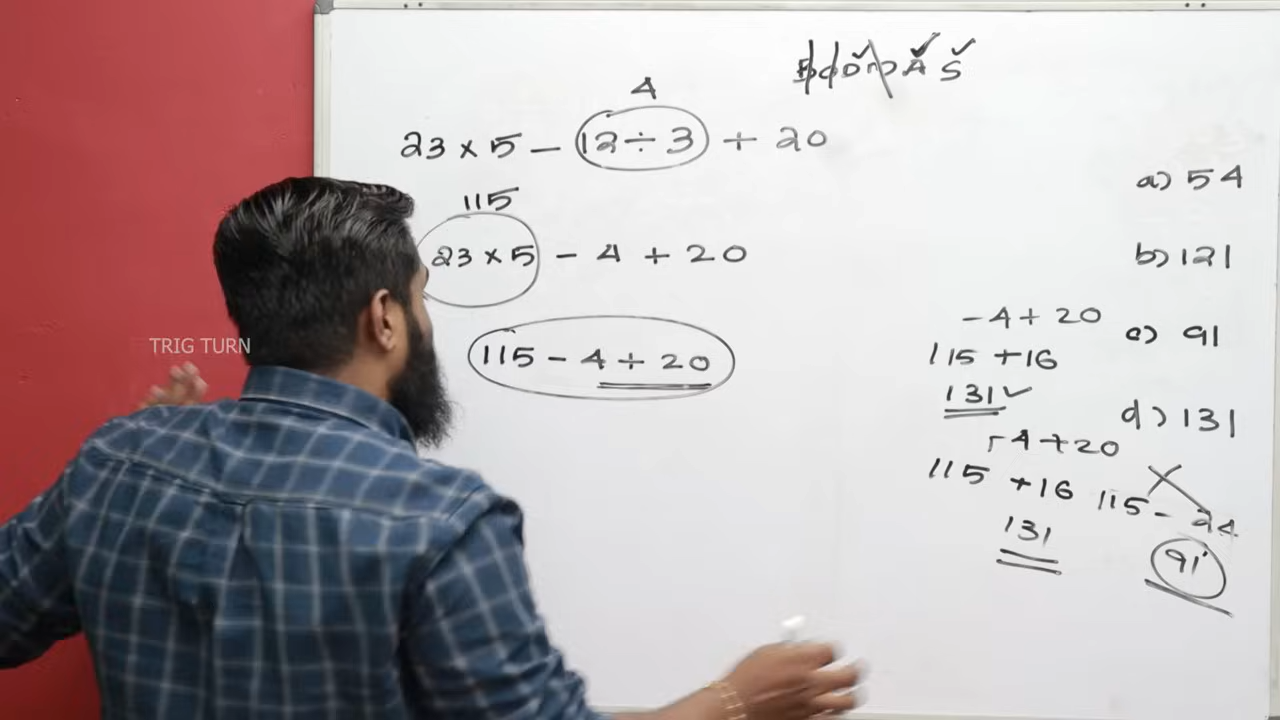 BODMAS
4
23 × 5 − 12 ÷ 3 + 20
115
23 × 5 − 4 + 20
115 − 4 + 20
a) 54
b) 121
c) 91
d) 131
− 4 + 20
115 + 16
131 ✓
− 4 + 20
115 + 16
131
115 − 24
91
TRIG TURN